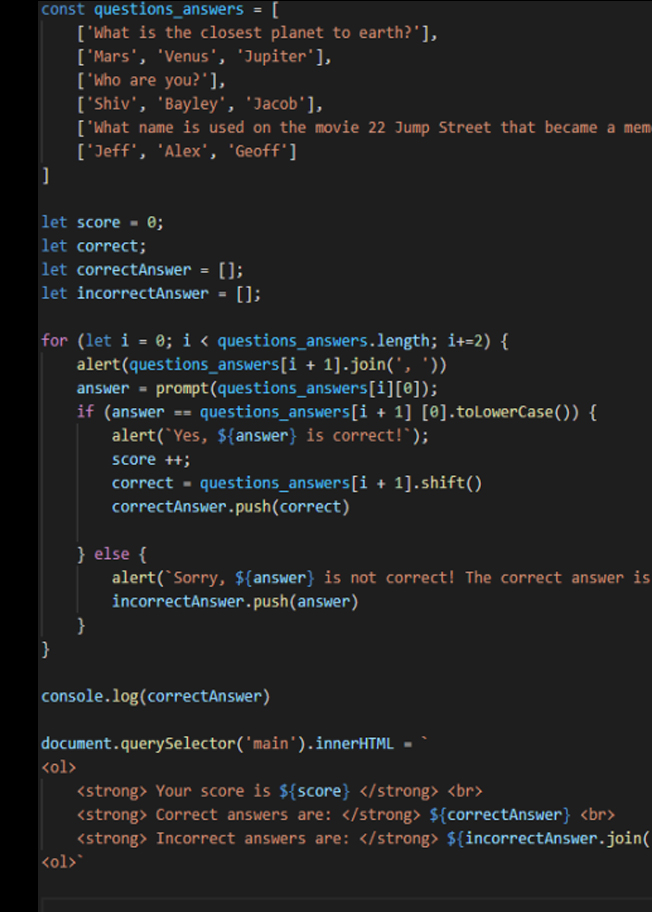 const questions_answers = [
    ['What is the closest planet to earth?'],
    ['Mars', 'Venus', 'Jupiter'],
    ['Who are you?'],
    ['Shiv', 'Bayley', 'Jacob'],
    ['What name is used on the movie 22 Jump Street that became a mem
    ['Jeff', 'Alex', 'Geoff']
]
let score = 0;
let correct;
let correctAnswer = [];
let incorrectAnswer = [];
for (let i = 0; i < questions_answers.length; i+=2) {
    alert(questions_answers[i + 1].join(', '))
    answer = prompt(questions_answers[i][0]);
    if (answer == questions_answers[i + 1] [0].toLowerCase()) {
        alert(`Yes, ${answer} is correct!`);
        score ++;
        correct = questions_answers[i + 1].shift()
        correctAnswer.push(correct)
    } else {
        alert(`Sorry, ${answer} is not correct! The correct answer is
        incorrectAnswer.push(answer)
    }
}
console.log(correctAnswer)
document.querySelector('main').innerHTML = `
<ol>
    <strong> Your score is ${score} </strong> <br>
    <strong> Correct answers are: </strong> ${correctAnswer} <br>
    <strong> Incorrect answers are: </strong> ${incorrectAnswer.join(
<ol>`